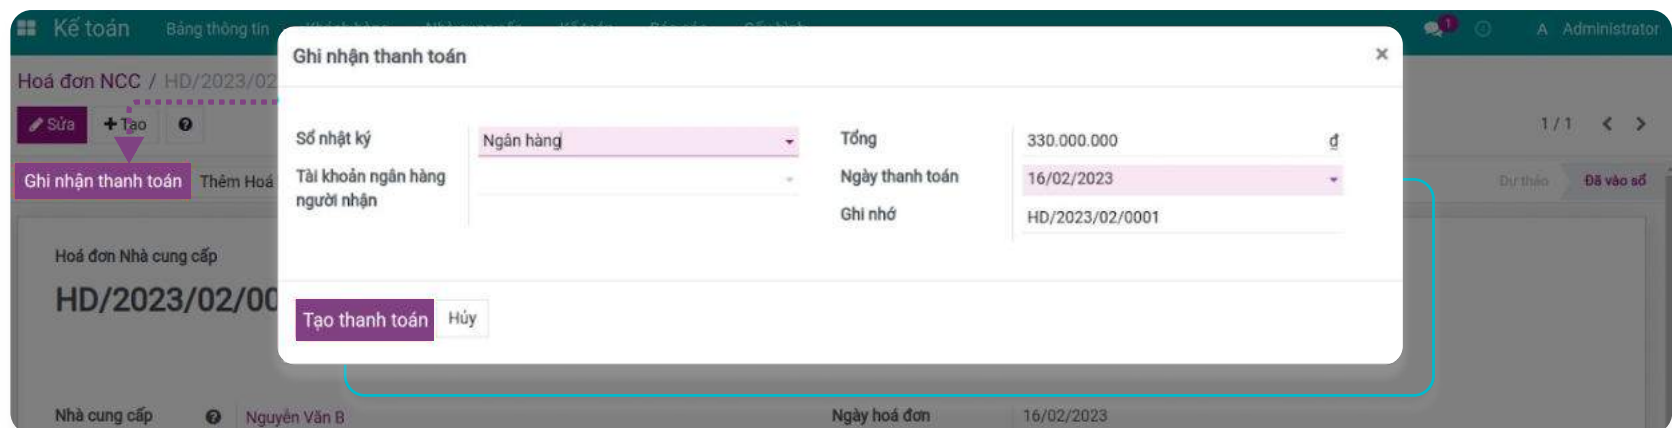 Kế toán Bảng thông tin
1 A Administrator
Ghi nhận thanh toán ×
Hoá đơn NCC / HD/2023/02
Sửa + Tạo ?
1 / 1 < >
Sổ nhật ký Ngân hàng Tổng 330.000.000 ₫
Ghi nhận thanh toán Thêm Hoá
Tài khoản ngân hàng
người nhận
Ngày thanh toán 16/02/2023
Dự thảo Đã vào sổ
Ghi nhớ HD/2023/02/0001
Hoá đơn Nhà cung cấp
HD/2023/02/00
Tạo thanh toán Hủy
Nhà cung cấp ? Nguyễn Văn B Ngày hoá đơn 16/02/2023